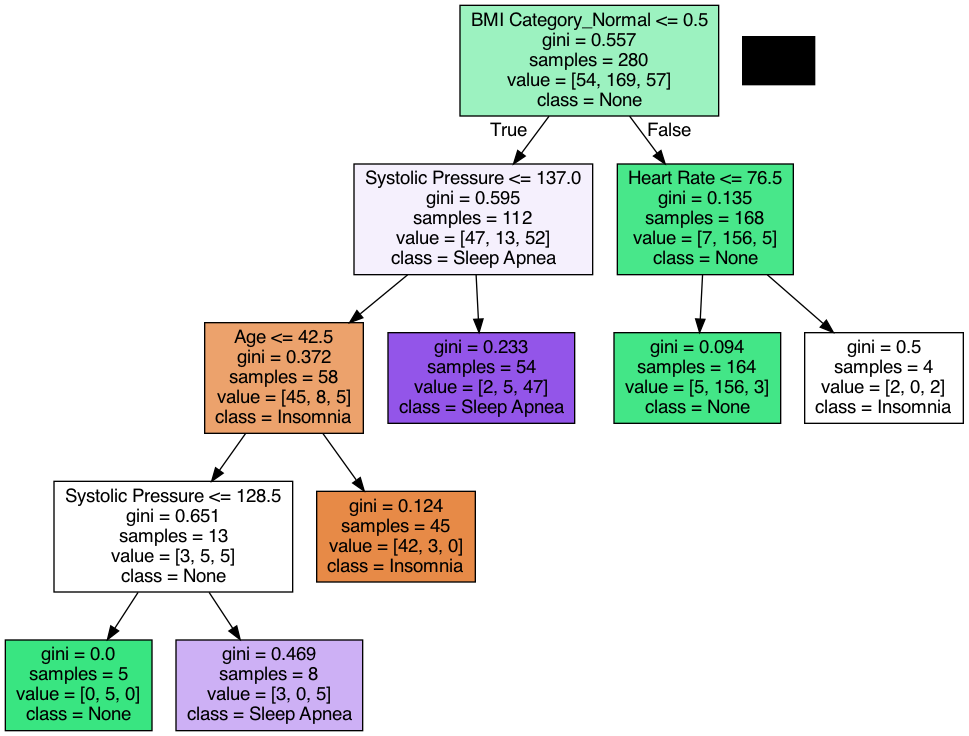 BMI Category_Normal <= 0.5
gini = 0.557
samples = 280
value = [54, 169, 57]
class = None
True
False
Systolic Pressure <= 137.0
gini = 0.595
samples = 112
value = [47, 13, 52]
class = Sleep Apnea
Heart Rate <= 76.5
gini = 0.135
samples = 168
value = [7, 156, 5]
class = None
Age <= 42.5
gini = 0.372
samples = 58
value = [45, 8, 5]
class = Insomnia
gini = 0.233
samples = 54
value = [2, 5, 47]
class = Sleep Apnea
gini = 0.094
samples = 164
value = [5, 156, 3]
class = None
gini = 0.5
samples = 4
value = [2, 0, 2]
class = Insomnia
Systolic Pressure <= 128.5
gini = 0.651
samples = 13
value = [3, 5, 5]
class = None
gini = 0.124
samples = 45
value = [42, 3, 0]
class = Insomnia
gini = 0.0
samples = 5
value = [0, 5, 0]
class = None
gini = 0.469
samples = 8
value = [3, 0, 5]
class = Sleep Apnea